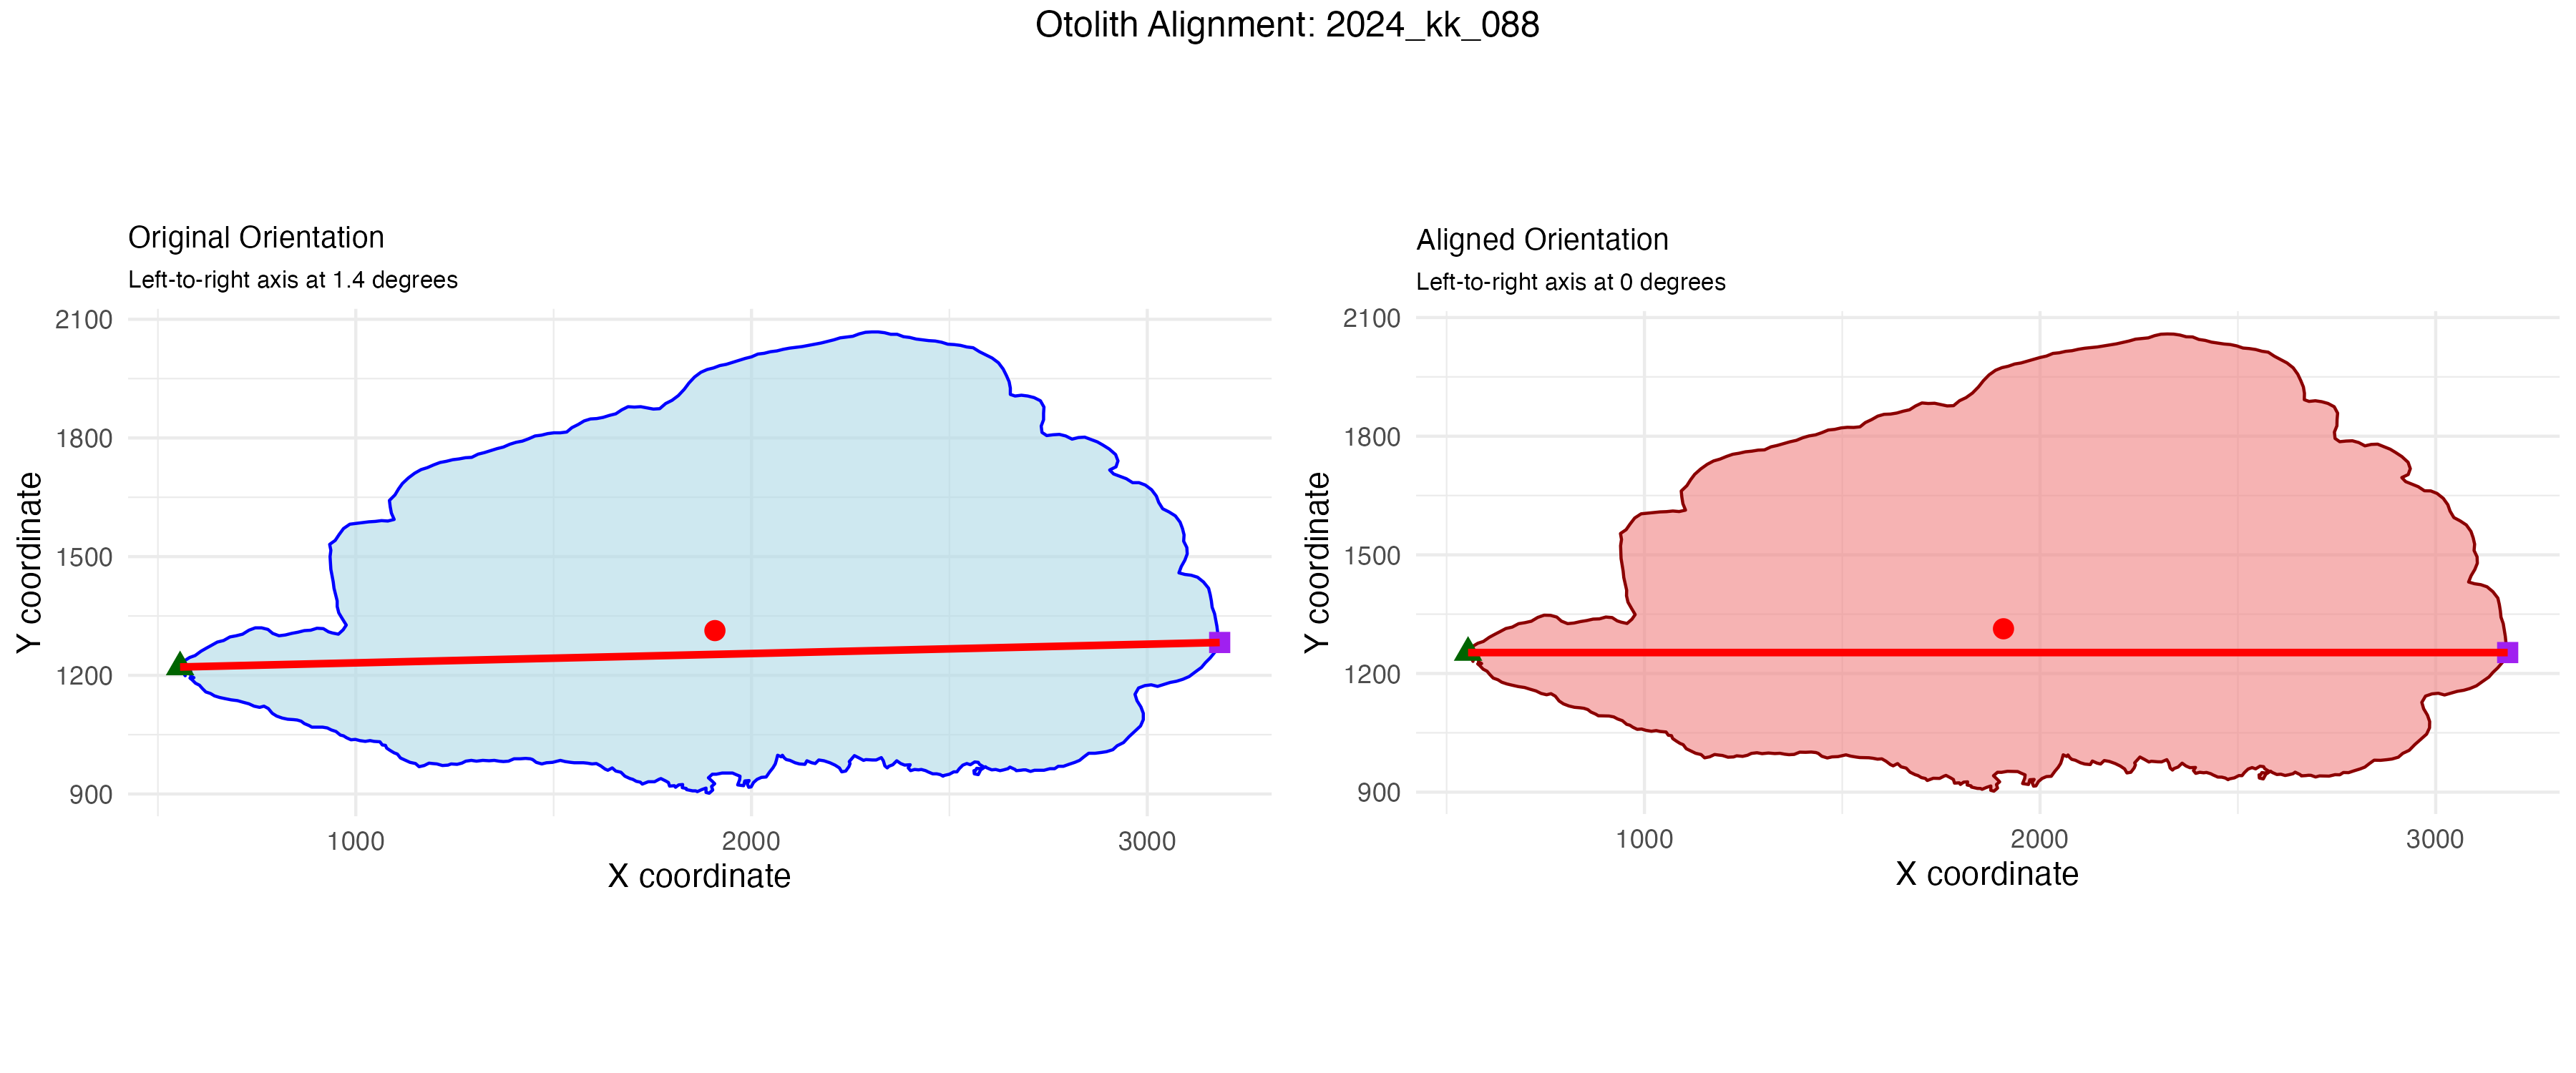 Otolith Alignment: 2024_kk_088
Original Orientation
Left-to-right axis at 1.4 degrees
2100
1800
1500
1200
900
Y coordinate
1000
2000
3000
X coordinate
Aligned Orientation
Left-to-right axis at 0 degrees
2100
1800
1500
1200
900
Y coordinate
1000
2000
3000
X coordinate